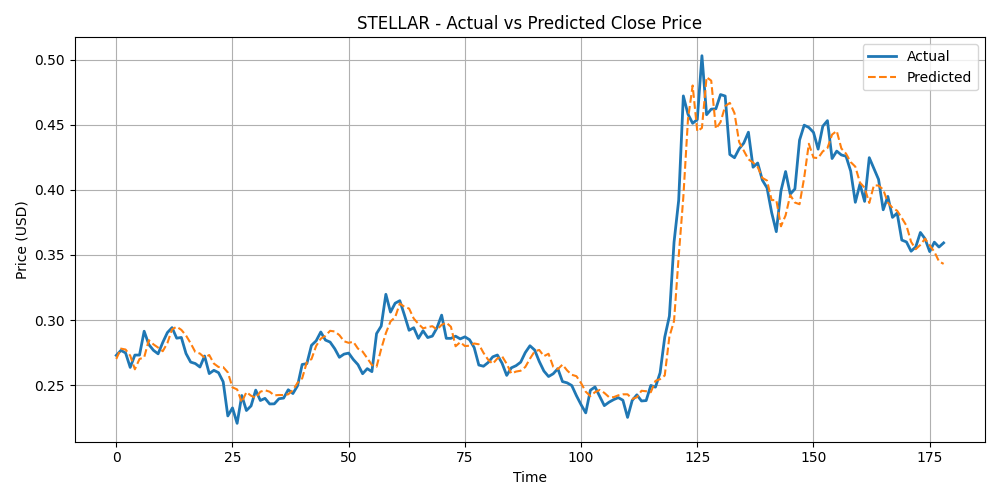 STELLAR - Actual vs Predicted Close Price
Actual
Predicted
Price (USD)
0.50
0.45
0.40
0.35
0.30
0.25
0 25 50 75 100 125 150 175
Time